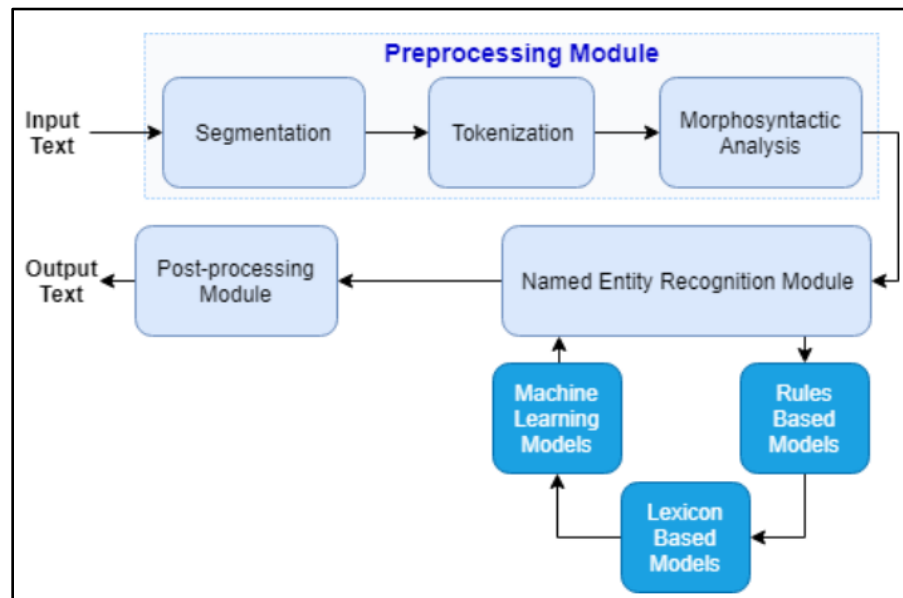 Preprocessing Module
Input
Text
Segmentation
Tokenization
Morphosyntactic
Analysis
Output
Text
Post-processing
Module
Named Entity Recognition Module
Machine
Learning
Models
Rules
Based
Models
Lexicon
Based
Models